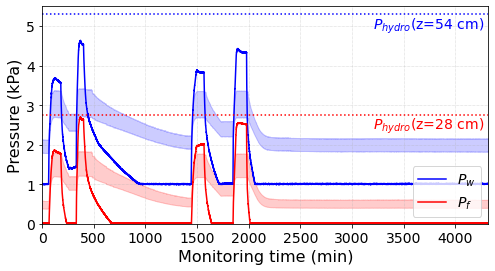 5
4
3
2
1
0
Pressure (kPa)
P_hydro(z=54 cm)
P_hydro(z=28 cm)
P_w
P_f
0 500 1000 1500 2000 2500 3000 3500 4000
Monitoring time (min)